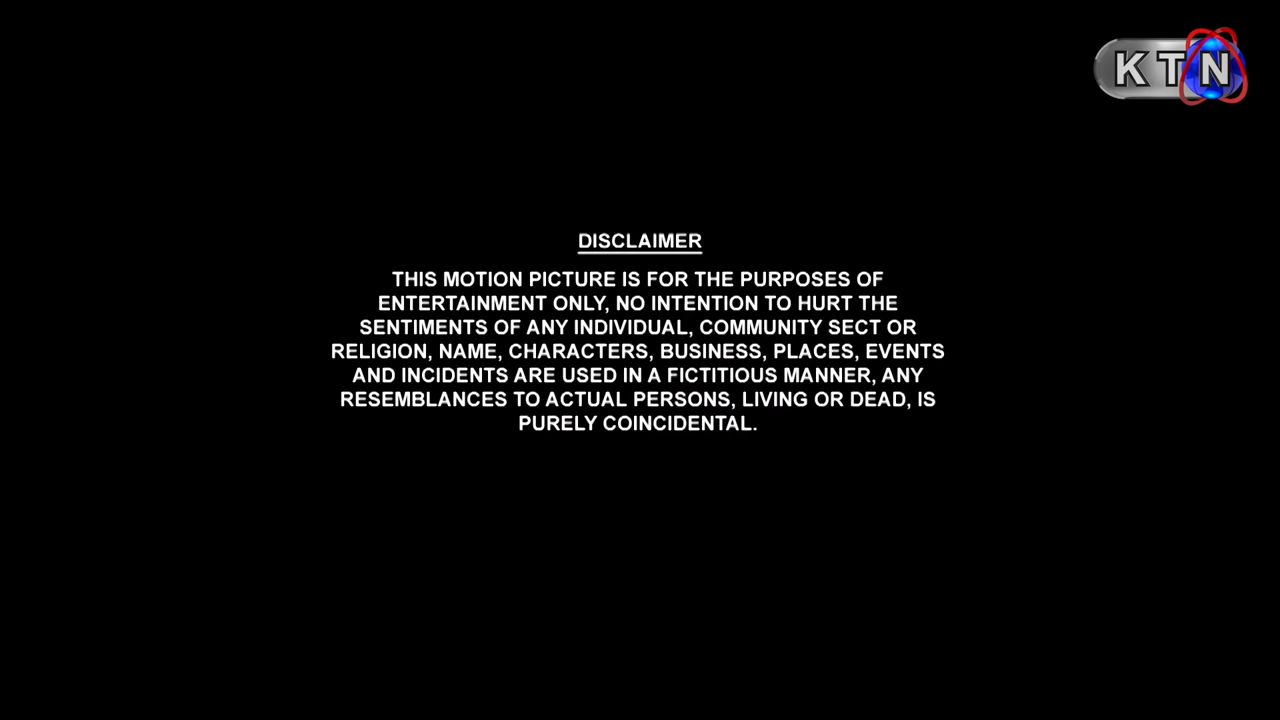 KTN
DISCLAIMER
THIS MOTION PICTURE IS FOR THE PURPOSES OF
ENTERTAINMENT ONLY, NO INTENTION TO HURT THE
SENTIMENTS OF ANY INDIVIDUAL, COMMUNITY SECT OR
RELIGION, NAME, CHARACTERS, BUSINESS, PLACES, EVENTS
AND INCIDENTS ARE USED IN A FICTITIOUS MANNER, ANY
RESEMBLANCES TO ACTUAL PERSONS, LIVING OR DEAD, IS
PURELY COINCIDENTAL.